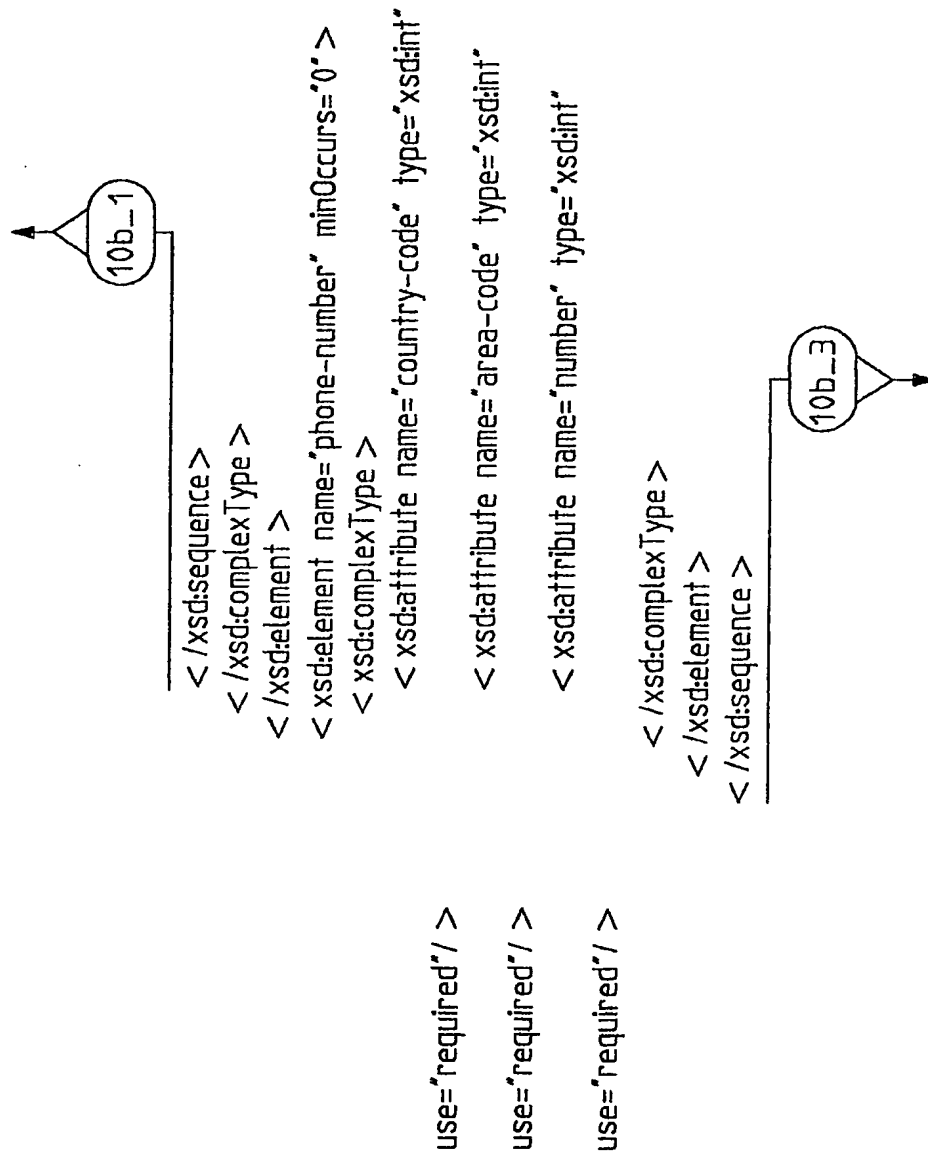 10b_1
</xsd:sequence>
</xsd:complexType>
</xsd:element>
<xsd:element name="phone-number" minOccurs="0">
<xsd:complexType>
<xsd:attribute name="country-code" type="xsd:int"
use="required"/>
<xsd:attribute name="area-code" type="xsd:int"
use="required"/>
<xsd:attribute name="number" type="xsd:int"
use="required"/>
</xsd:complexType>
</xsd:element>
</xsd:sequence>
10b_3